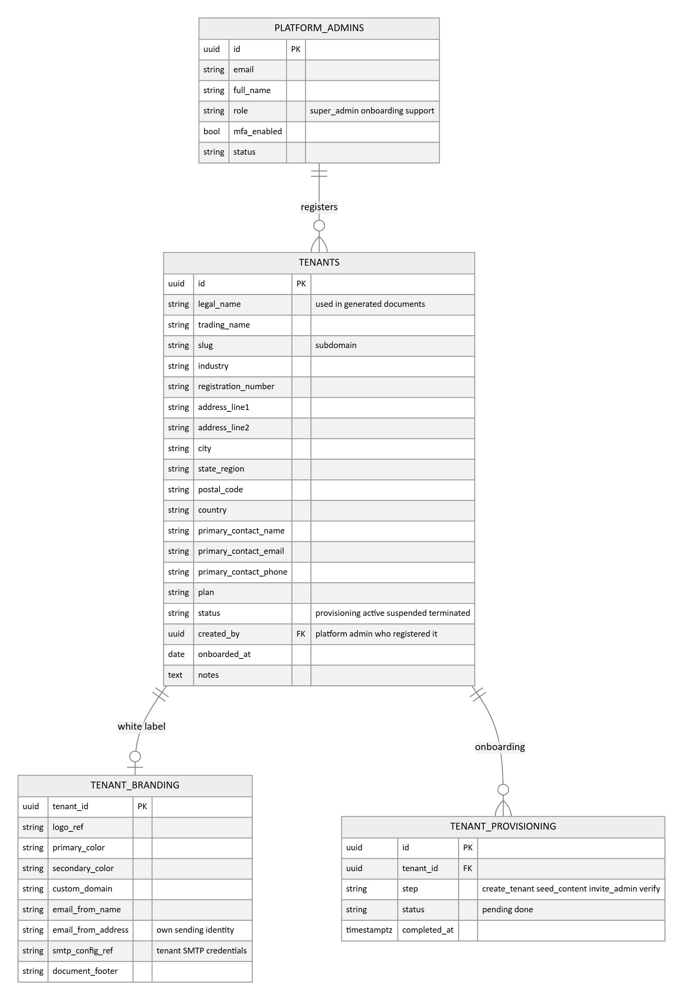 PLATFORM_ADMINS
uuid id PK
string email
string full_name
string role super_admin onboarding support
bool mfa_enabled
string status
registers
TENANTS
uuid id PK
string legal_name used in generated documents
string trading_name
string slug subdomain
string industry
string registration_number
string address_line1
string address_line2
string city
string state_region
string postal_code
string country
string primary_contact_name
string primary_contact_email
string primary_contact_phone
string plan
string status provisioning active suspended terminated
uuid created_by FK platform admin who registered it
date onboarded_at
text notes
white label
onboarding
TENANT_BRANDING
uuid tenant_id PK
string logo_ref
string primary_color
string secondary_color
string custom_domain
string email_from_name
string email_from_address own sending identity
string smtp_config_ref tenant SMTP credentials
string document_footer
TENANT_PROVISIONING
uuid id PK
uuid tenant_id FK
string step create_tenant seed_content invite_admin verify
string status pending done
timestamptz completed_at